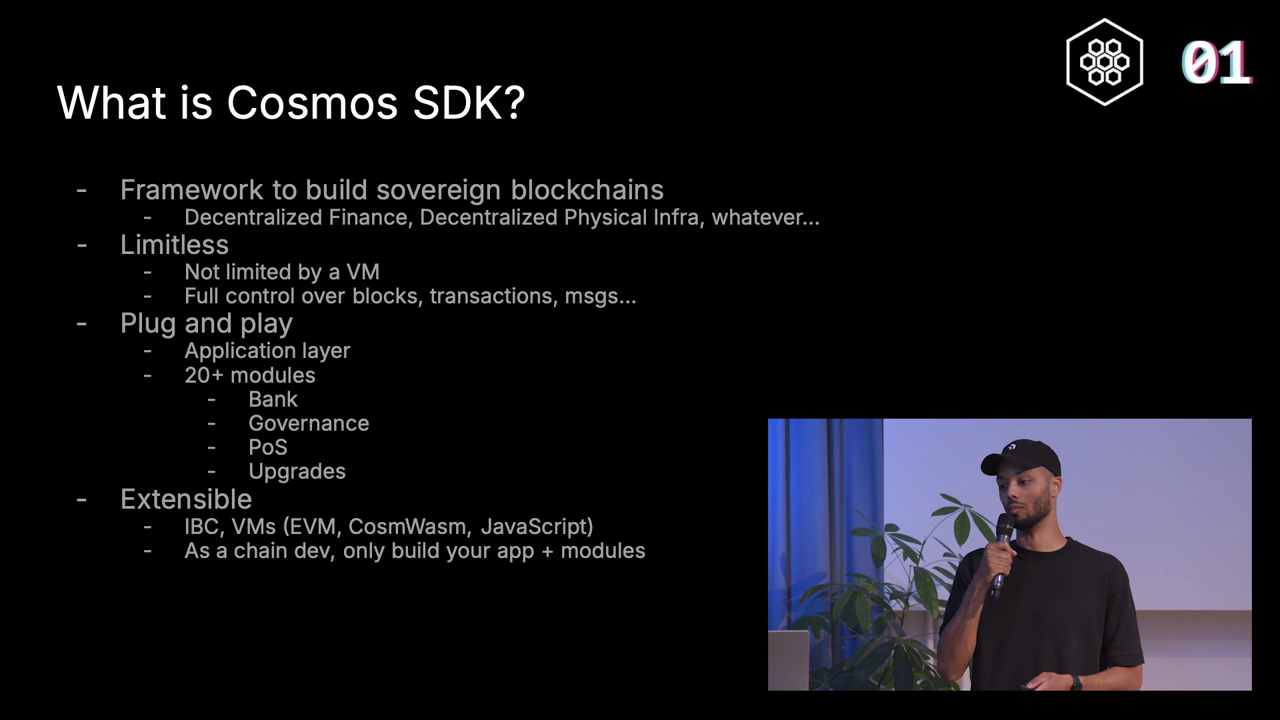 01
What is Cosmos SDK?
- Framework to build sovereign blockchains
- Decentralized Finance, Decentralized Physical Infra, whatever...
- Limitless
- Not limited by a VM
- Full control over blocks, transactions, msgs...
- Plug and play
- Application layer
- 20+ modules
- Bank
- Governance
- PoS
- Upgrades
- Extensible
- IBC, VMs (EVM, CosmWasm, JavaScript)
- As a chain dev, only build your app + modules